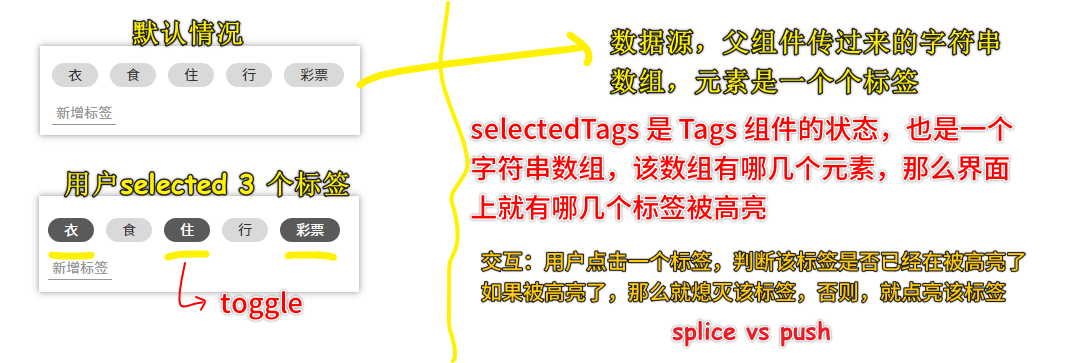 默认情况
衣 食 住 行 彩票
新增标签
用户selected 3 个标签
衣 食 住 行 彩票
新增标签
toggle
数据源，父组件传过来的字符串
数组，元素是一个个标签
selectedTags 是 Tags 组件的状态，也是一个
字符串数组，该数组有哪几个元素，那么界面
上就有哪几个标签被高亮
交互：用户点击一个标签，判断该标签是否已经在被高亮了
如果被高亮了，那么就熄灭该标签，否则，就点亮该标签
splice vs push